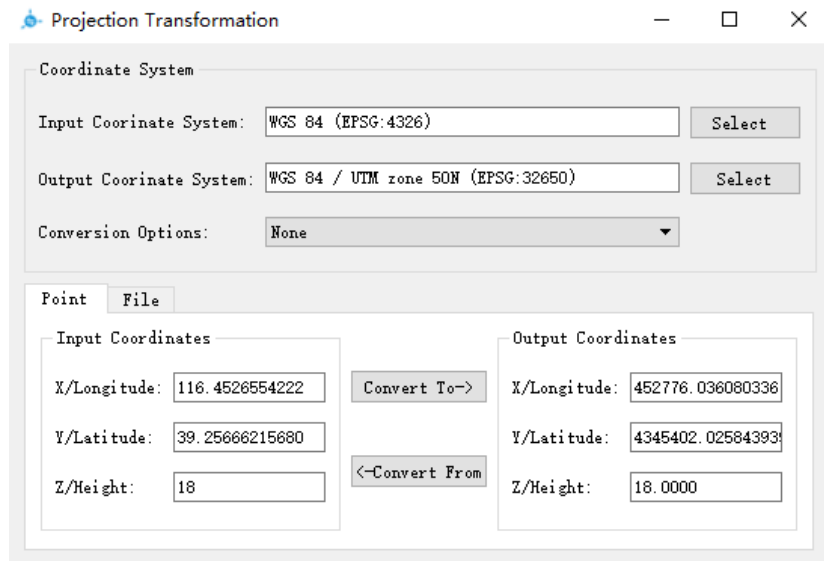 Projection Transformation
Coordinate System
Input Coorinate System: WGS 84 (EPSG:4326) Select
Output Coorinate System: WGS 84 / UTM zone 50N (EPSG:32650) Select
Conversion Options: None
Point File
Input Coordinates Output Coordinates
X/Longitude: 116.4526554222 Convert To-> X/Longitude: 452776.036080336
Y/Latitude: 39.25666215680 Y/Latitude: 4345402.025843939
<-Convert From
Z/Height: 18 Z/Height: 18.0000